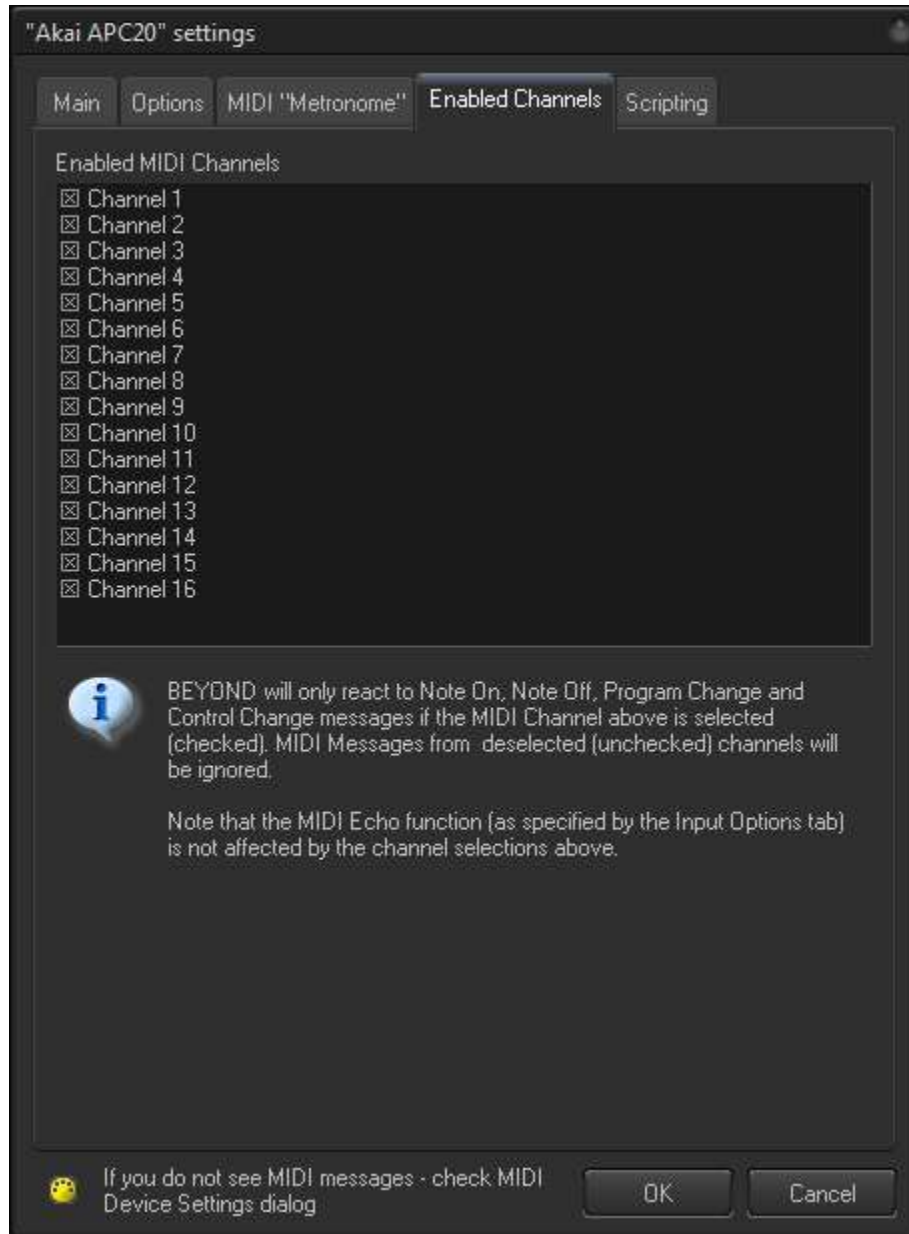 "Akai APC20" settings
Main Options MIDI "Metronome" Enabled Channels Scripting
Enabled MIDI Channels
Channel 1
Channel 2
Channel 3
Channel 4
Channel 5
Channel 6
Channel 7
Channel 8
Channel 9
Channel 10
Channel 11
Channel 12
Channel 13
Channel 14
Channel 15
Channel 16
BEYOND will only react to Note On, Note Off, Program Change and
Control Change messages if the MIDI Channel above is selected
(checked). MIDI Messages from deselected (unchecked) channels will
be ignored.
Note that the MIDI Echo function (as specified by the Input Options tab)
is not affected by the channel selections above.
If you do not see MIDI messages - check MIDI
Device Settings dialog
OK Cancel